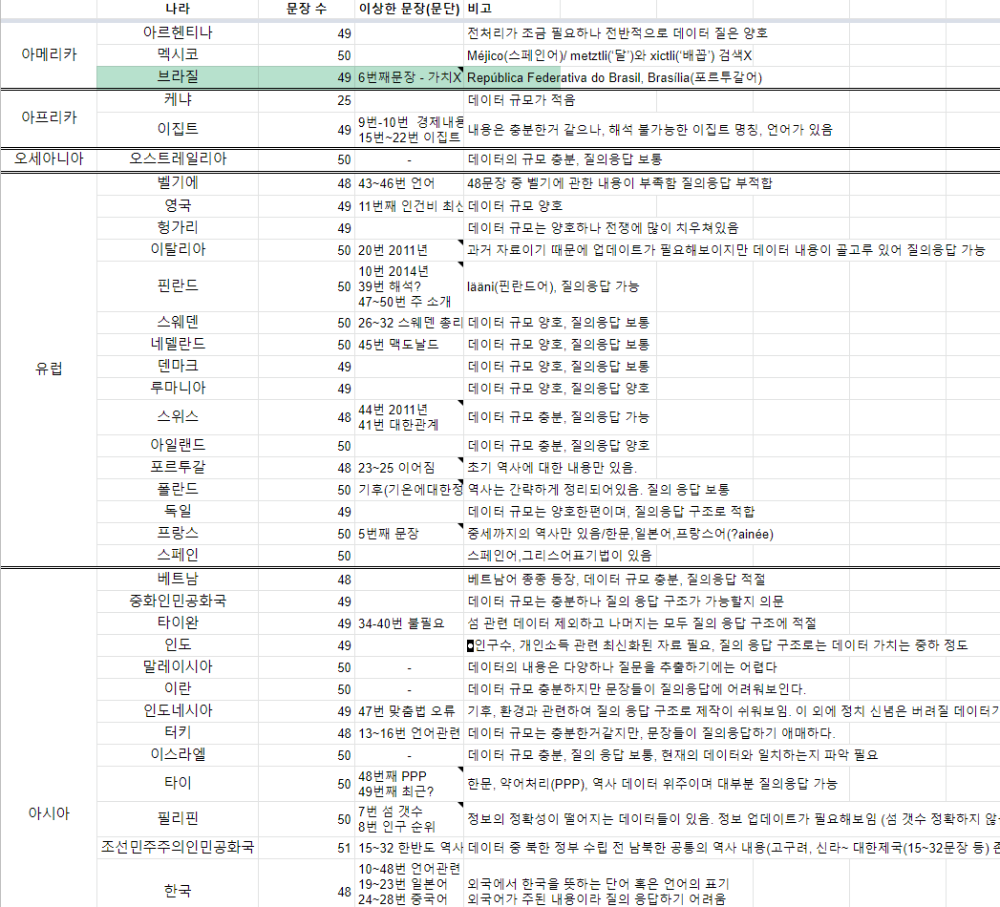 나라 문장 수 이상한 문장(문단) 비고
아메리카
아르헨티나 49 전처리가 조금 필요하나 전반적으로 데이터 질은 양호
멕시코 50 Méjico(스페인어)/ metztli('달')와 xictli('배꼽') 검색X
브라질 49 6번째문장 - 가치X República Federativa do Brasil, Brasília(포르투갈어)
아프리카
케냐 25 데이터 규모가 적음
이집트 49 9번-10번 경제내용
15번~22번 이집트 내용은 충분한거 같으나, 해석 불가능한 이집트 명칭, 언어가 있음
오세아니아 오스트레일리아 50 - 데이터의 규모 충분, 질의응답 보통
유럽
벨기에 48 43~46번 언어 48문장 중 벨기에 관한 내용이 부족함 질의응답 부적합
영국 49 11번째 인건비 최신 데이터 규모 양호
헝가리 49 데이터 규모는 양호하나 전쟁에 많이 치우쳐있음
이탈리아 50 20번 2011년 과거 자료이기 때문에 업데이트가 필요해보이지만 데이터 내용이 골고루 있어 질의응답 가능
핀란드 50 10번 2014년
39번 해석?
47~50번 주 소개 lääni(핀란드어), 질의응답 가능
스웨덴 50 26~32 스웨덴 총리 데이터 규모 양호, 질의응답 보통
네델란드 50 45번 맥도날드 데이터 규모 양호, 질의응답 보통
덴마크 49 데이터 규모 양호, 질의응답 보통
루마니아 49 데이터 규모 양호, 질의응답 양호
스위스 48 44번 2011년
41번 대한관계 데이터 규모 충분, 질의응답 가능
아일랜드 50 데이터 규모 충분, 질의응답 양호
포르투갈 48 23~25 이어짐 초기 역사에 대한 내용만 있음.
폴란드 50 기후(기온에대한정 역사는 간략하게 정리되어있음. 질의 응답 보통
독일 49 데이터 규모는 양호한편이며, 질의응답 구조로 적합
프랑스 50 5번째 문장 중세까지의 역사만 있음/한문,일본어,프랑스어(?ainée)
스페인 50 스페인어,그리스어표기법이 있음
아시아
베트남 48 베트남어 종종 등장, 데이터 규모 충분, 질의응답 적절
중화인민공화국 49 데이터 규모는 충분하나 질의 응답 구조가 가능할지 의문
타이완 49 34-40번 불필요 섬 관련 데이터 제외하고 나머지는 모두 질의 응답 구조에 적절
인도 49 인구수, 개인소득 관련 최신화된 자료 필요, 질의 응답 구조로는 데이터 가치는 중하 정도
말레이시아 50 - 데이터의 내용은 다양하나 질문을 추출하기에는 어렵다
이란 50 - 데이터 규모 충분하지만 문장들이 질의응답에 어려워보인다.
인도네시아 49 47번 맞춤법 오류 기후, 환경과 관련하여 질의 응답 구조로 제작이 쉬워보임. 이 외에 정치 신념은 버려질 데이터가
터키 48 13~16번 언어관련 데이터 규모는 충분한거같지만, 문장들이 질의응답하기 애매하다.
이스라엘 50 - 데이터 규모 충분, 질의 응답 보통, 현재의 데이터와 일치하는지 파악 필요
타이 50 48번째 PPP
49번째 최근? 한문, 약어처리(PPP), 역사 데이터 위주이며 대부분 질의응답 가능
필리핀 50 7번 섬 갯수
8번 인구 순위 정보의 정확성이 떨어지는 데이터들이 있음. 정보 업데이트가 필요해보임 (섬 갯수 정확하지 않
조선민주주의인민공화국 51 15~32 한반도 역사 데이터 중 북한 정부 수립 전 남북한 공통의 역사 내용(고구려, 신라~ 대한제국(15~32문장 등) 존
한국 48 10~48번 언어관련
19~23번 일본어
24~28번 중국어 외국에서 한국을 뜻하는 단어 혹은 언어의 표기
외국어가 주된 내용이라 질의 응답하기 어려움